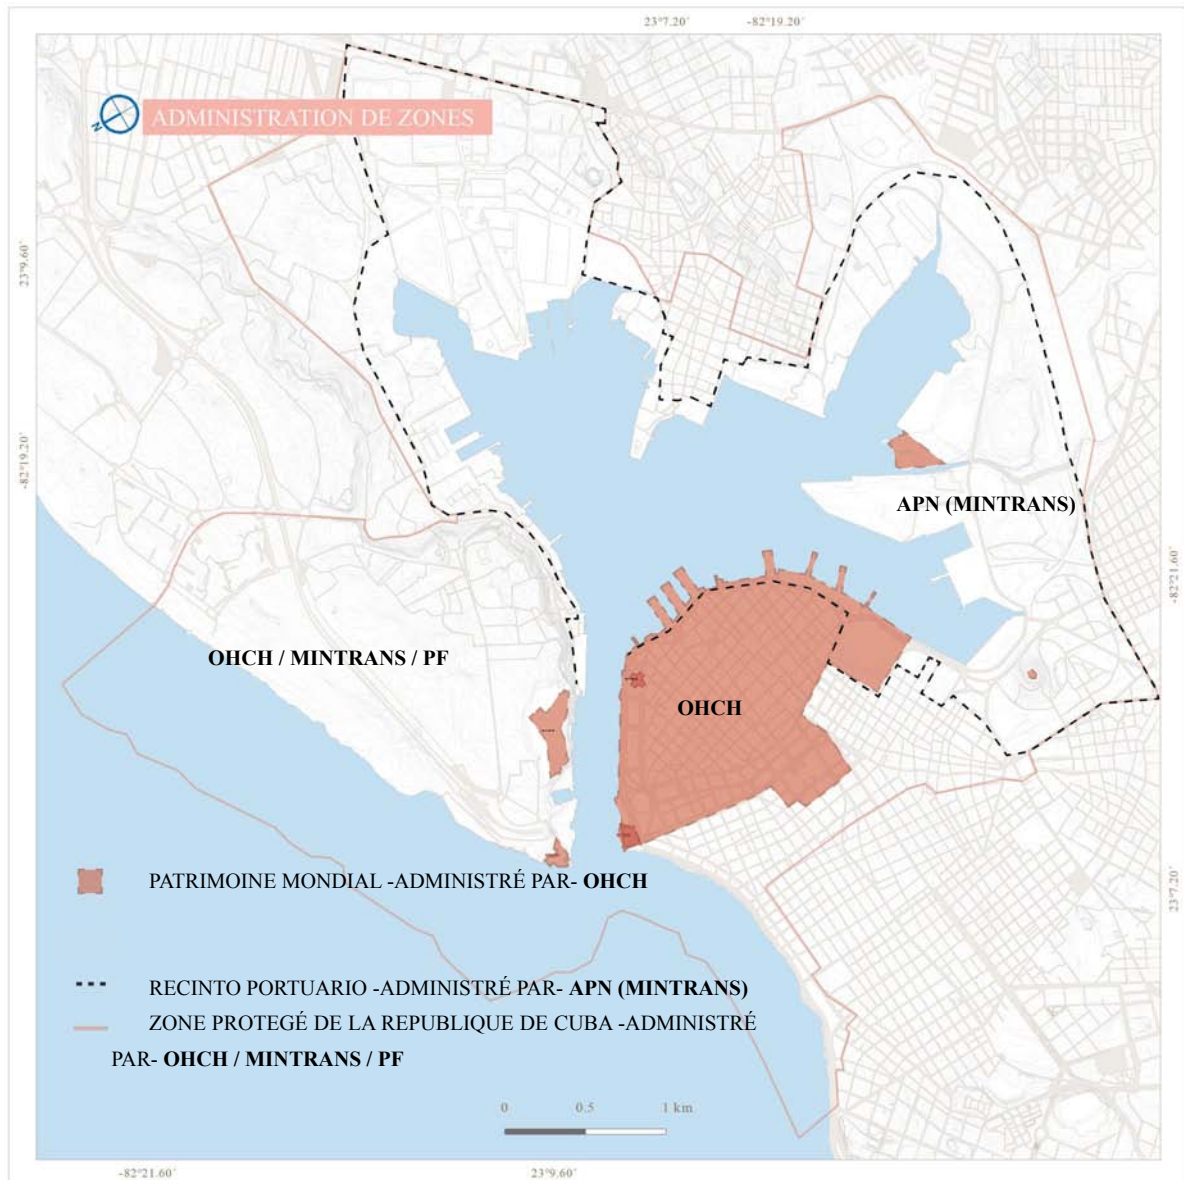 23°7.20´
-82°19.20´
N
ADMINISTRATION DE ZONES
23°9.60´
-82°19.20´
APN (MINTRANS)
-82°21.60´
OHCH / MINTRANS / PF
OHCH
PATRIMOINE MONDIAL -ADMINISTRÉ PAR- OHCH
23°7.20´
RECINTO PORTUARIO -ADMINISTRÉ PAR- APN (MINTRANS)
ZONE PROTEGÉ DE LA REPUBLIQUE DE CUBA -ADMINISTRÉ
PAR- OHCH / MINTRANS / PF
0 0.5 1 km
-82°21.60´
23°9.60´